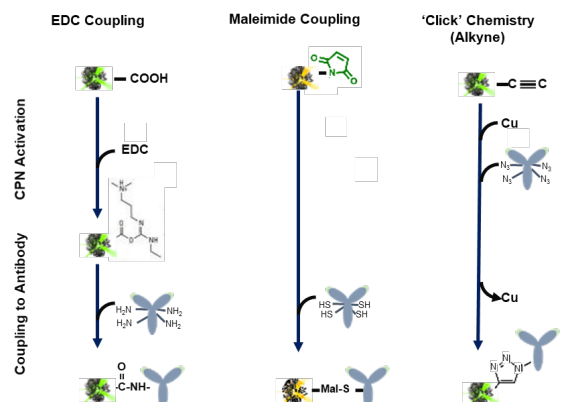 EDC Coupling
Maleimide Coupling
‘Click’ Chemistry
(Alkyne)
CPN Activation
Coupling to Antibody
COOH
EDC
H
N+
N
O
O
NH
H₂N
NH₂
H₂N
NH₂
O
C-NH-
O
N
O
HS
SH
HS
SH
Mal-S
C≡C
Cu
N₃
N₃
N₃
N₃
Cu
N
N
N